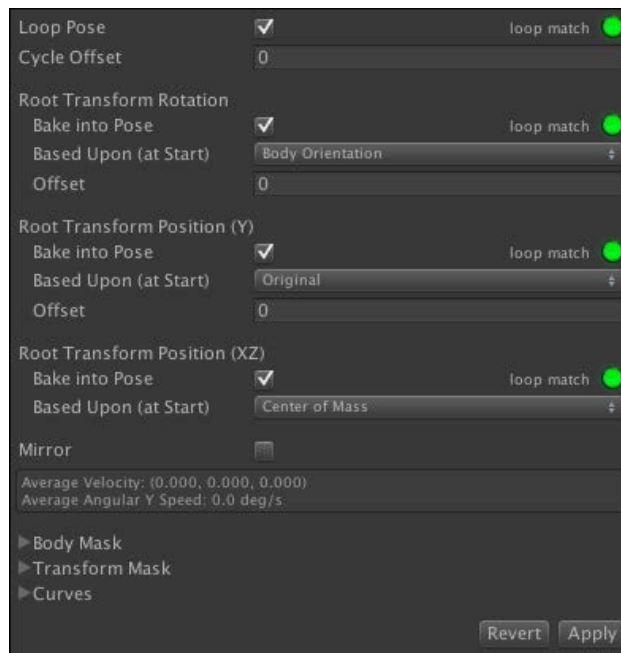 Loop Pose loop match
Cycle Offset 0
Root Transform Rotation
Bake into Pose loop match
Based Upon (at Start) Body Orientation
Offset 0
Root Transform Position (Y)
Bake into Pose loop match
Based Upon (at Start) Original
Offset 0
Root Transform Position (XZ)
Bake into Pose loop match
Based Upon (at Start) Center of Mass
Mirror
Average Velocity: (0.000, 0.000, 0.000)
Average Angular Y Speed: 0.0 deg/s
Body Mask
Transform Mask
Curves
Revert Apply